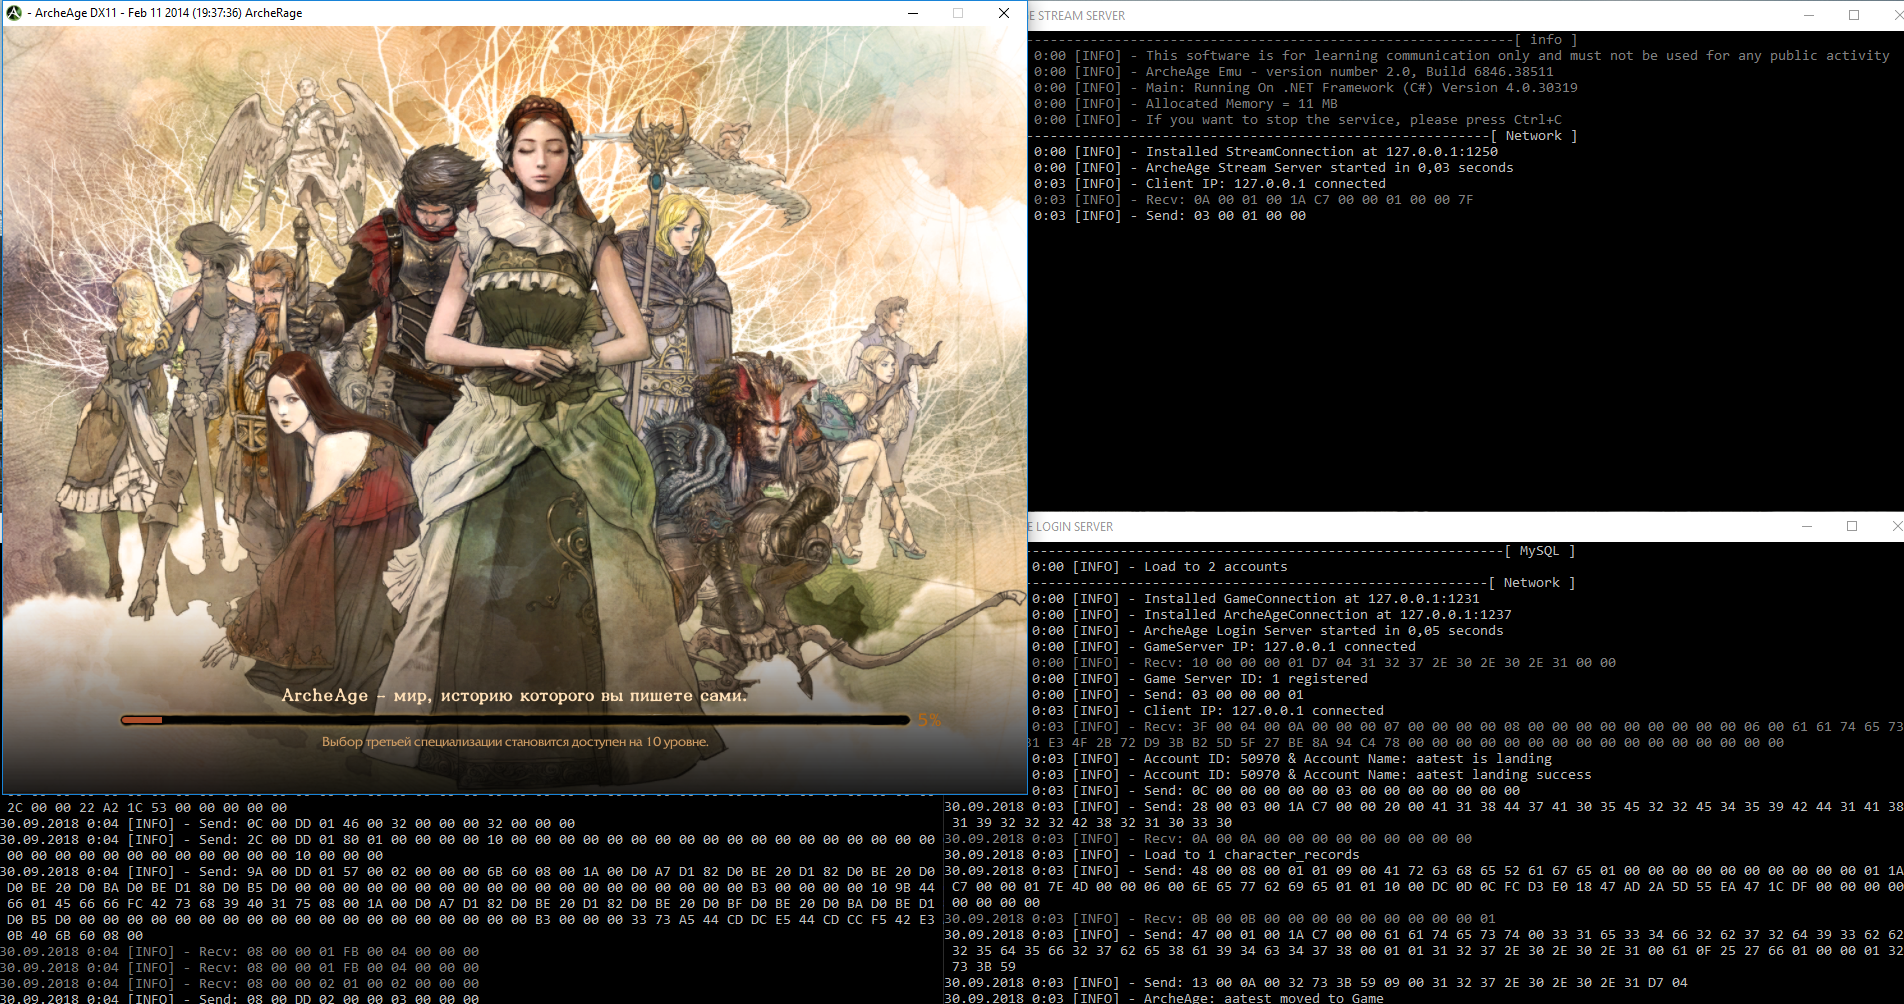 - ArcheAge DX11 - Feb 11 2014 (19:37:36) ArcheRage
ArcheAge – мир, историю которого вы пишете сами.
5%
Выбор третьей специализации становится доступен на 10 уровне.
E STREAM SERVER
[ info ]
0:00 [INFO] - This software is for learning communication only and must not be used for any public activity
0:00 [INFO] - ArcheAge Emu - version number 2.0, Build 6846.38511
0:00 [INFO] - Main: Running On .NET Framework (C#) Version 4.0.30319
0:00 [INFO] - Allocated Memory = 11 MB
0:00 [INFO] - If you want to stop the service, please press Ctrl+C
[ Network ]
0:00 [INFO] - Installed StreamConnection at 127.0.0.1:1250
0:00 [INFO] - ArcheAge Stream Server started in 0,03 seconds
0:03 [INFO] - Client IP: 127.0.0.1 connected
0:03 [INFO] - Recv: 0A 00 01 00 1A C7 00 00 01 00 00 7F
0:03 [INFO] - Send: 03 00 01 00 00
E LOGIN SERVER
[ MySQL ]
0:00 [INFO] - Load to 2 accounts
[ Network ]
0:00 [INFO] - Installed GameConnection at 127.0.0.1:1231
0:00 [INFO] - Installed ArcheAgeConnection at 127.0.0.1:1237
0:00 [INFO] - ArcheAge Login Server started in 0,05 seconds
0:00 [INFO] - GameServer IP: 127.0.0.1 connected
0:00 [INFO] - Recv: 10 00 00 00 01 D7 04 31 32 37 2E 30 2E 30 2E 31 00 00
0:00 [INFO] - Game Server ID: 1 registered
0:00 [INFO] - Send: 03 00 00 00 01
0:03 [INFO] - Client IP: 127.0.0.1 connected
0:03 [INFO] - Recv: 3F 00 04 00 0A 00 00 00 07 00 00 00 00 08 00 00 00 00 00 00 00 00 00 00 06 00 61 61 74 65 73
31 E3 4F 2B 72 D9 3B B2 5D 5F 27 BE 8A 94 C4 78 00 00 00 00 00 00 00 00 00 00 00 00 00 00 00 00
0:03 [INFO] - Account ID: 50970 & Account Name: aatest is landing
0:03 [INFO] - Account ID: 50970 & Account Name: aatest landing success
0:03 [INFO] - Send: 0C 00 00 00 00 00 03 00 00 00 00 00 00 00
30.09.2018 0:03 [INFO] - Send: 28 00 03 00 1A C7 00 00 20 00 41 31 38 44 37 41 30 35 45 32 32 45 34 35 39 42 44 31 41 38
31 39 32 32 32 42 38 32 31 30 33 30
30.09.2018 0:03 [INFO] - Recv: 0A 00 0A 00 00 00 00 00 00 00 00 00
30.09.2018 0:03 [INFO] - Load to 1 character_records
30.09.2018 0:03 [INFO] - Send: 48 00 08 00 01 01 09 00 41 72 63 68 65 52 61 67 65 01 00 00 00 00 00 00 00 00 00 00 01 1A
C7 00 00 01 7E 4D 00 00 06 00 6E 65 77 62 69 65 01 01 10 00 DC 0D 0C FC D3 E0 18 47 AD 2A 5D 55 EA 47 1C DF 00 00 00 00
00 00 00 00
30.09.2018 0:03 [INFO] - Recv: 0B 00 0B 00 00 00 00 00 00 00 00 00 01
30.09.2018 0:03 [INFO] - Send: 47 00 01 00 1A C7 00 00 06 00 61 61 74 65 73 74 00 33 31 65 33 34 66 32 62 37 32 64 39 33 62 62
32 35 64 35 66 32 37 62 65 38 61 39 34 63 34 37 38 00 01 01 31 32 37 2E 30 2E 30 2E 31 00 61 0F 25 27 66 01 00 00 01 32
73 3B 59
30.09.2018 0:03 [INFO] - Send: 13 00 0A 00 32 73 3B 59 09 00 31 32 37 2E 30 2E 30 2E 31 D7 04
30.09.2018 0:03 [INFO] - ArcheAge: aatest moved to Game
2C 00 00 22 A2 1C 53 00 00 00 00 00
30.09.2018 0:04 [INFO] - Send: 0C 00 DD 01 46 00 32 00 00 00 32 00 00 00
30.09.2018 0:04 [INFO] - Send: 2C 00 DD 01 80 01 00 00 00 00 10 00 00 00 00 00 00 00 00 00 00 00 00 00 00 00 00 00 00
00 00 00 00 00 00 00 00 00 00 00 00 10 00 00 00
30.09.2018 0:04 [INFO] - Send: 9A 00 DD 01 57 00 02 00 00 00 6B 60 08 00 1A 00 D0 A7 D1 82 D0 BE 20 D1 82 D0 BE 20 D0
D0 BE 20 D0 BA D0 BE D1 80 D0 B5 D0 00 00 00 00 00 00 00 00 00 00 00 00 00 00 00 00 B3 00 00 00 00 10 9B 44
66 01 45 66 66 FC 42 73 68 39 40 31 75 08 00 1A 00 D0 A7 D1 82 D0 BE 20 D1 82 D0 BE 20 D0 BF D0 BE 20 D0 BA D0 BE D1
D0 B5 D0 00 00 00 00 00 00 00 00 00 00 00 00 00 00 00 00 B3 00 00 00 33 73 A5 44 CD DC E5 44 CD CC F5 42 E3
0B 40 6B 60 08 00
30.09.2018 0:04 [INFO] - Recv: 08 00 00 01 FB 00 04 00 00 00
30.09.2018 0:04 [INFO] - Recv: 08 00 00 01 FB 00 04 00 00 00
30.09.2018 0:04 [INFO] - Recv: 08 00 00 02 01 00 02 00 00 00
30.09.2018 0:04 [INFO] - Send: 08 00 DD 02 00 00 03 00 00 00